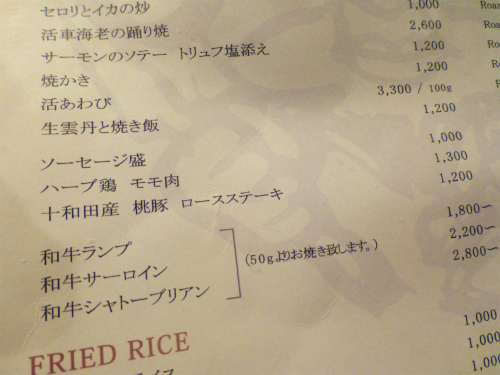 セロリとイカの炒 1,000
活車海老の踊り焼 2,600
サーモンのソテー トリュフ塩添え 1,200
焼かき 1,200
活あわび 3,300 / 100g
生雲丹と焼き飯 1,200
ソーセージ盛 1,000
ハーブ鶏 モモ肉 1,300
十和田産 桃豚 ロースステーキ 1,200
和牛ランプ 1,800〜
和牛サーロイン (50gよりお焼き致します。) 2,200〜
和牛シャトーブリアン 2,800〜
FRIED RICE 1,000
1,000
1,000